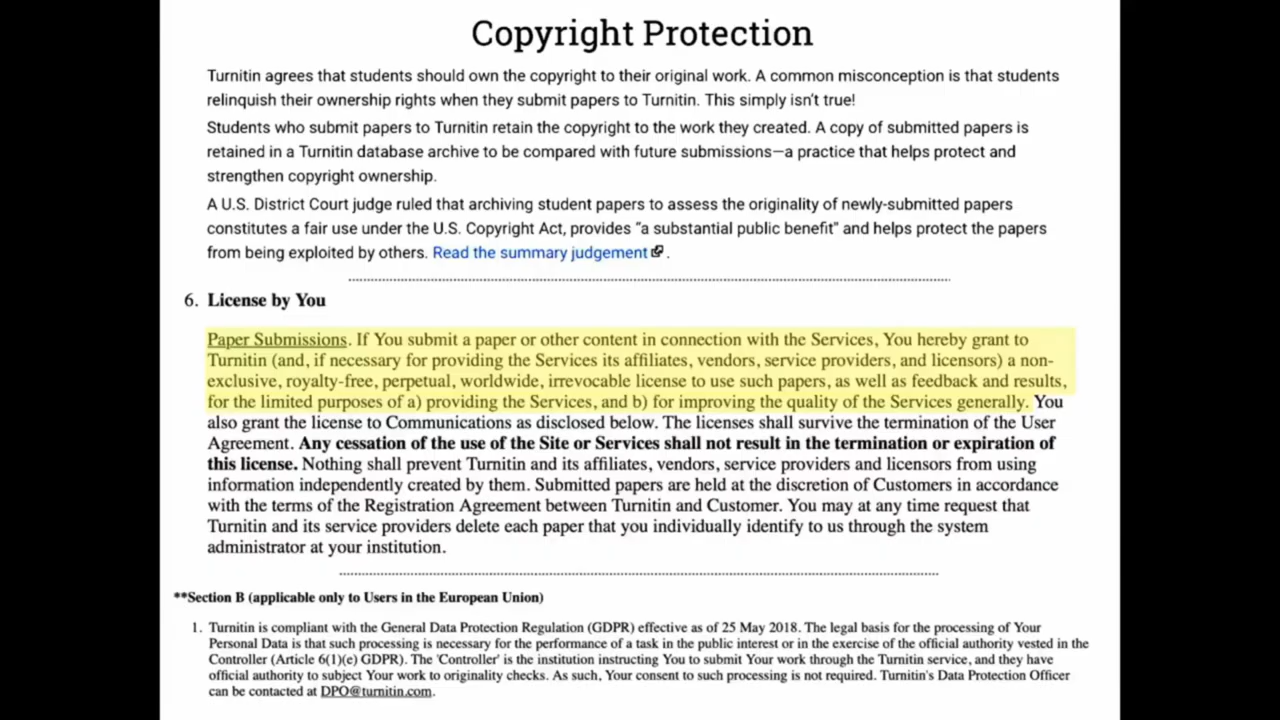 Copyright Protection
Turnitin agrees that students should own the copyright to their original work. A common misconception is that students
relinquish their ownership rights when they submit papers to Turnitin. This simply isn't true!
Students who submit papers to Turnitin retain the copyright to the work they created. A copy of submitted papers is
retained in a Turnitin database archive to be compared with future submissions—a practice that helps protect and
strengthen copyright ownership.
A U.S. District Court judge ruled that archiving student papers to assess the originality of newly-submitted papers
constitutes a fair use under the U.S. Copyright Act, provides "a substantial public benefit" and helps protect the papers
from being exploited by others. Read the summary judgement.
6. License by You
Paper Submissions. If You submit a paper or other content in connection with the Services, You hereby grant to
Turnitin (and, if necessary for providing the Services its affiliates, vendors, service providers, and licensors) a non-
exclusive, royalty-free, perpetual, worldwide, irrevocable license to use such papers, as well as feedback and results,
for the limited purposes of a) providing the Services, and b) for improving the quality of the Services generally. You
also grant the license to Communications as disclosed below. The licenses shall survive the termination of the User
Agreement. Any cessation of the use of the Site or Services shall not result in the termination or expiration of
this license. Nothing shall prevent Turnitin and its affiliates, vendors, service providers and licensors from using
information independently created by them. Submitted papers are held at the discretion of Customers in accordance
with the terms of the Registration Agreement between Turnitin and Customer. You may at any time request that
Turnitin and its service providers delete each paper that you individually identify to us through the system
administrator at your institution.
**Section B (applicable only to Users in the European Union)
1. Turnitin is compliant with the General Data Protection Regulation (GDPR) effective as of 25 May 2018. The legal basis for the processing of Your
Personal Data is that such processing is necessary for the performance of a task in the public interest or in the exercise of the official authority vested in the
Controller (Article 6(1)(e) GDPR). The 'Controller' is the institution instructing You to submit Your work through the Turnitin service, and they have
official authority to subject Your work to originality checks. As such, Your consent to such processing is not required. Turnitin's Data Protection Officer
can be contacted at DPO@turnitin.com.